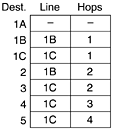 Dest. Line Hops
1A – –
1B 1B 1
1C 1C 1
2 1B 2
3 1C 2
4 1C 3
5 1C 4